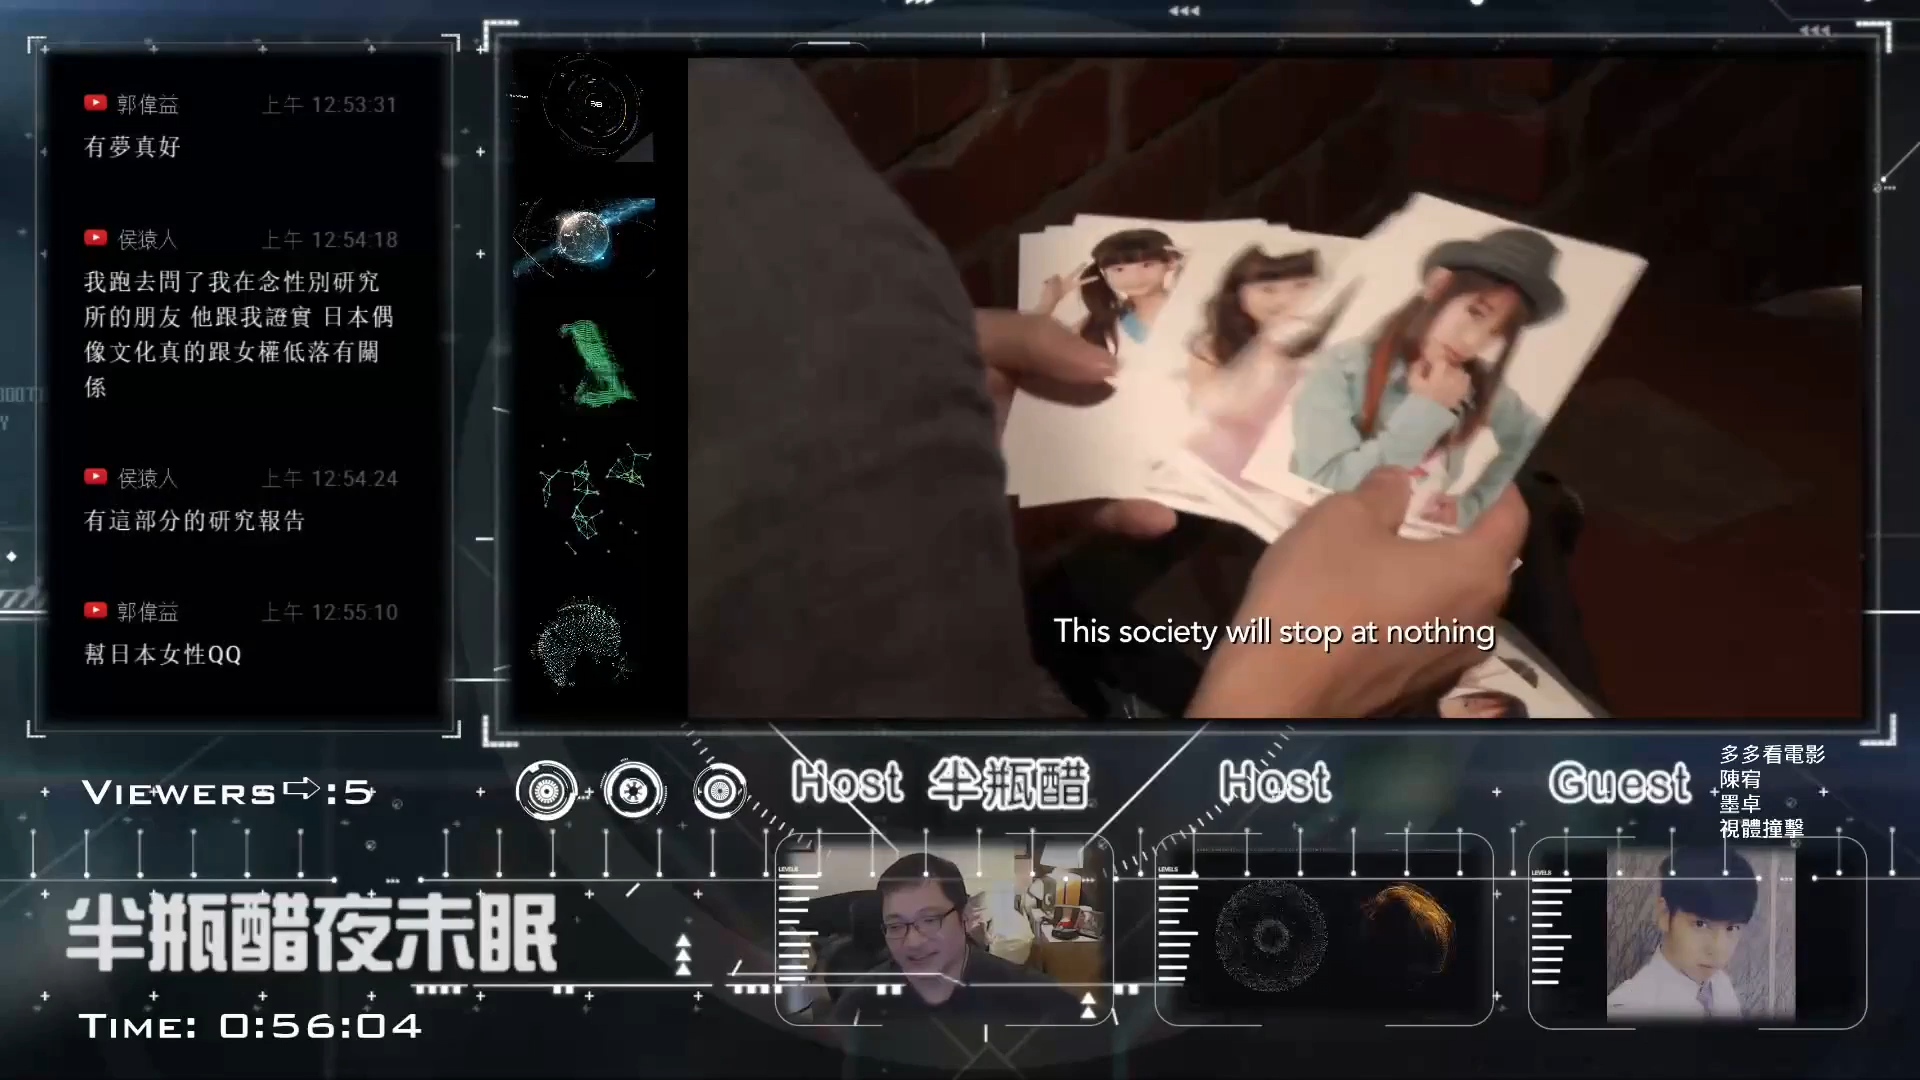 郭偉益 上午 12:53:31
有夢真好
侯猿人 上午 12:54:18
我跑去問了我在念性別研究
所的朋友 他跟我證實 日本偶
像文化真的跟女權低落有關
係
侯猿人 上午 12:54:24
有這部分的研究報告
郭偉益 上午 12:55:10
幫日本女性QQ
This society will stop at nothing
Viewers⇨:5
Host 半瓶醋
Host
Guest
多多看電影
陳宥
墨卓
視體撞擊
LEVELS
LEVELS
LEVELS
半瓶醋夜未眠
Time: 0:56:04